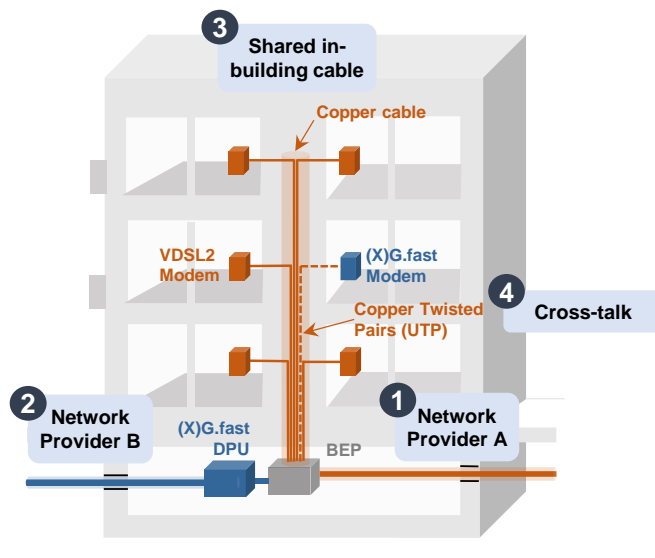 3
Shared in-
building cable
Copper cable
VDSL2
Modem
(X)G.fast
Modem
4
Cross-talk
Copper Twisted
Pairs (UTP)
2
Network
Provider B
(X)G.fast
DPU
BEP
1
Network
Provider A